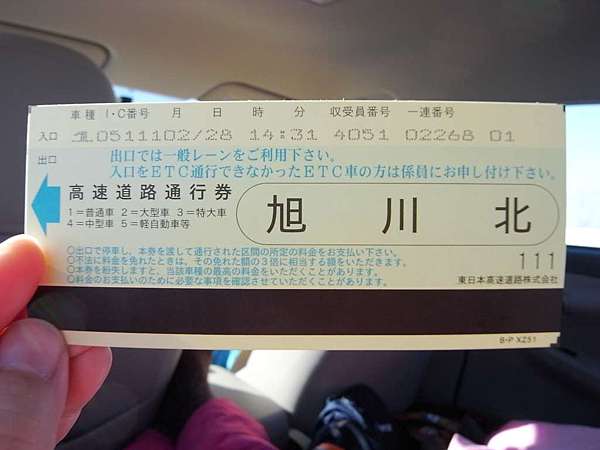 車種 I・C番号 月 日 時 分 収受員番号 一連番号
入口 1 0511102/28 14:31 4051 02268 01
出口 出口では一般レーンをご利用下さい。
入口をETC通行できなかったETC車の方は係員にお申し付け下さい。
高速道路通行券
1=普通車 2=大型車 3=特大車
4=中型車 5=軽自動車等
旭川北
○出口で停車し、本券を渡して通行された区間の所定の料金をお支払い下さい。
○不法に料金を免れたときは、その免れた額の3倍に相当する額をいただきます。
○本券を紛失しますと、当該車種の最高の料金をいただくことがあります。
○料金のお支払いのために必要な事項を確認させていただくことがあります。
111
東日本高速道路株式会社
B-P XZ51